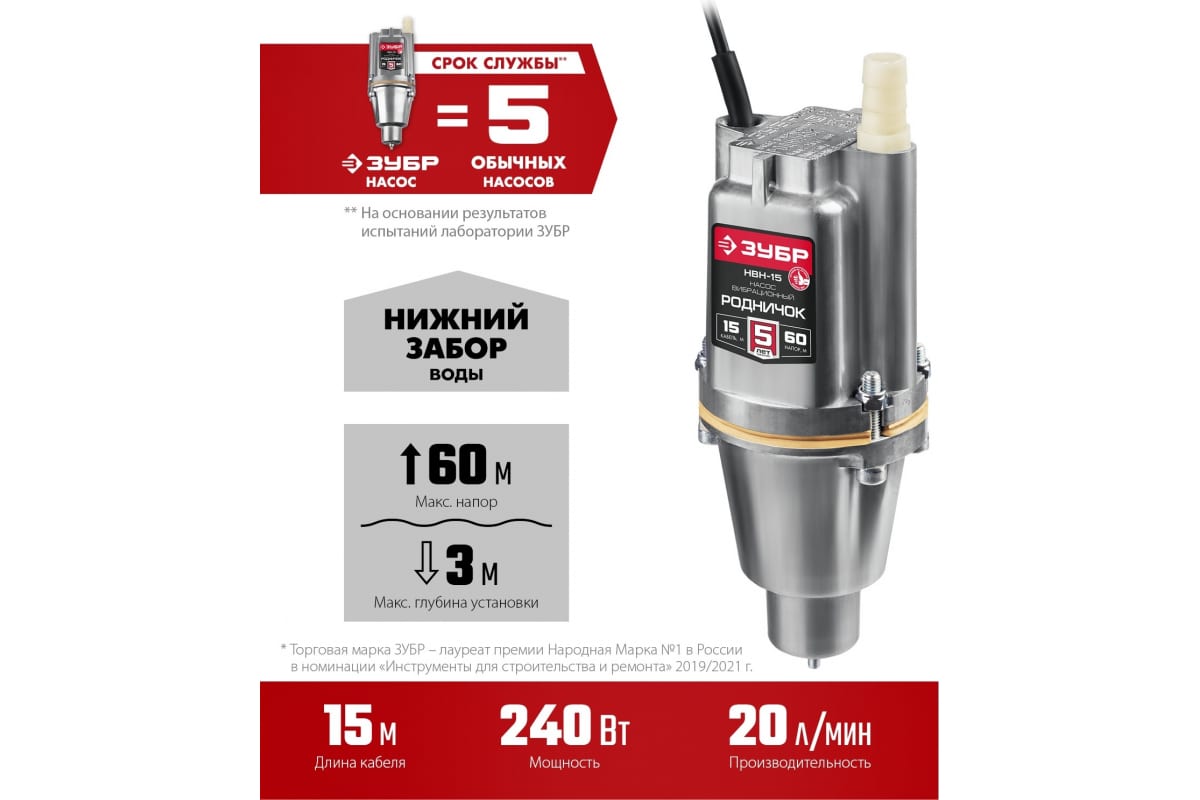 СРОК СЛУЖБЫ**
= 5
ЗУБР
НАСОС
ОБЫЧНЫХ
НАСОСОВ
** На основании результатов
испытаний лаборатории ЗУБР
НИЖНИЙ
ЗАБОР
ВОДЫ
60 М
Макс. напор
3 М
Макс. глубина установки
ЗУБР
НВН-15
НАСОС
ВИБРАЦИОННЫЙ
РОДНИЧОК
15
КАБЕЛЬ, М
5
ЛЕТ
60
НАПОР, М
* Торговая марка ЗУБР – лауреат премии Народная Марка №1 в России
в номинации «Инструменты для строительства и ремонта» 2019/2021 г.
15 М
Длина кабеля
240 Вт
Мощность
20 л/мин
Производительность